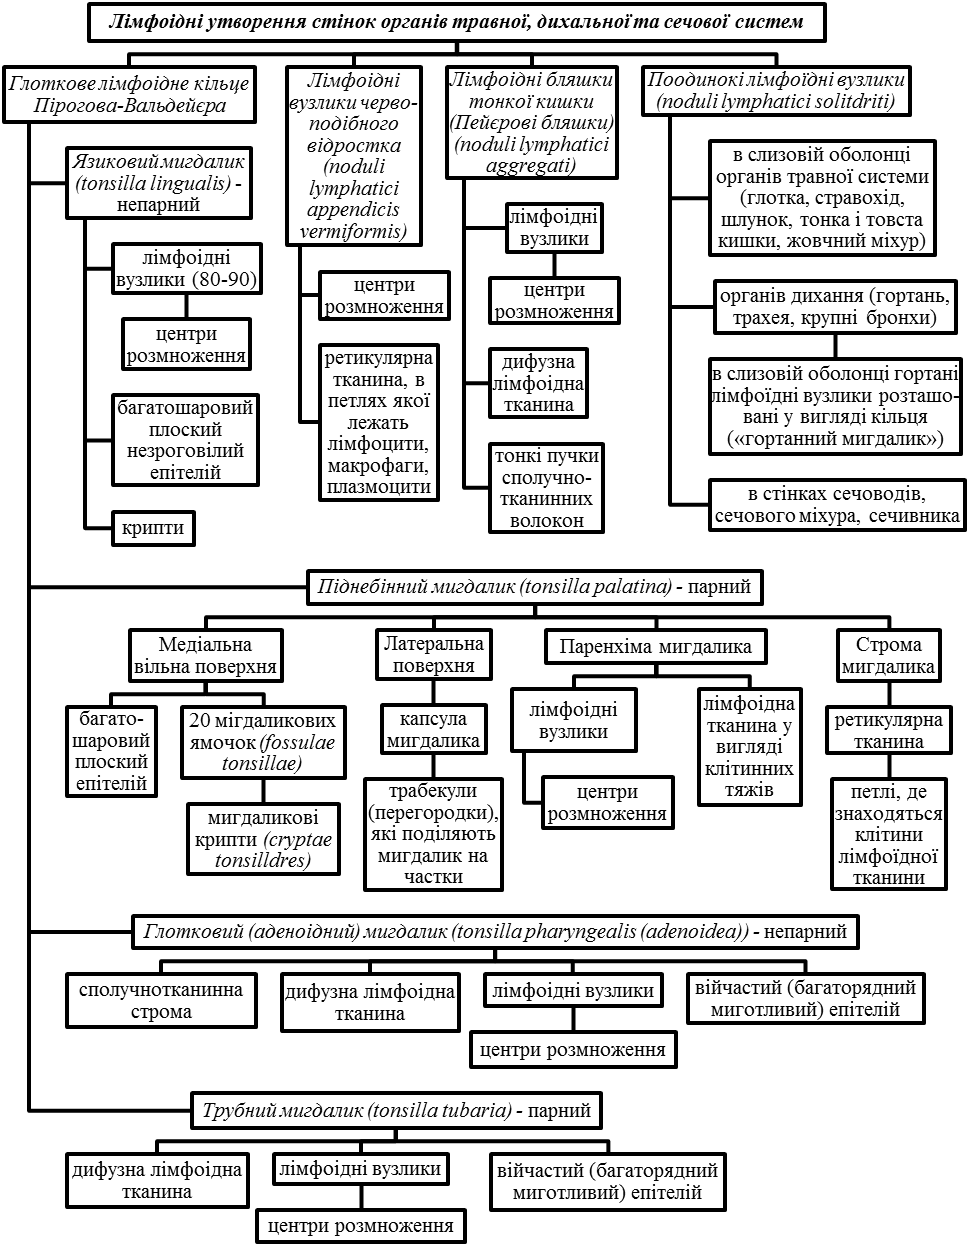 Лімфоїдні утворення стінок органів травної, дихальної та сечової систем
Глоткове лімфоїдне кільце
Пірогова-Вальдейєра
Язиковий мигдалик
(tonsilla lingualis) -
непарний
лімфоїдні
вузлики (80-90)
центри
розмноження
багатошаровий
плоский
незроговілий
епітелій
крипти
Лімфоїдні
вузлики черво-
подібного
відростка
(noduli
lymphatici
appendicis
vermiformis)
центри
розмноження
ретикулярна
тканина, в
петлях якої
лежать
лімфоцити,
макрофаги,
плазмоцити
Лімфоїдні бляшки
тонкої кишки
(Пейєрові бляшки)
(noduli lymphatici
aggregati)
лімфоїдні
вузлики
центри
розмноження
дифузна
лімфоїдна
тканина
тонкі пучки
сполучно-
тканинних
волокон
Поодинокі лімфоїдні вузлики
(noduli lymphatici solitdriti)
в слизовій оболонці
органів травної системи
(глотка, стравохід,
шлунок, тонка і товста
кишки, жовчний міхур)
органів дихання (гортань,
трахея, крупні бронхи)
в слизовій оболонці гортані
лімфоїдні вузлики розташо-
вані у вигляді кільця
(«гортанний мигдалик»)
в стінках сечоводів,
сечового міхура, сечивника
Піднебінний мигдалик (tonsilla palatina) - парний
Медіальна
вільна поверхня
багато-
шаровий
плоский
епітелій
20 мігдаликових
ямочок (fossulae
tonsillae)
мигдаликові
крипти (cryptae
tonsilldres)
Латеральна
поверхня
капсула
мигдалика
трабекули
(перегородки),
які поділяють
мигдалик на
частки
Паренхіма мигдалика
лімфоїдні
вузлики
центри
розмноження
лімфоїдна
тканина у
вигляді
клітинних
тяжів
Строма
мигдалика
ретикулярна
тканина
петлі, де
знаходяться
клітини
лімфоїдної
тканини
Глотковий (аденоїдний) мигдалик (tonsilla pharyngealis (adenoidea)) - непарний
сполучнотканинна
строма
дифузна лімфоїдна
тканина
лімфоїдні вузлики
центри розмноження
війчастий (багаторядний
миготливий) епітелій
Трубний мигдалик (tonsilla tubaria) - парний
дифузна лімфоїдна
тканина
лімфоїдні вузлики
центри розмноження
війчастий (багаторядний
миготливий) епітелій